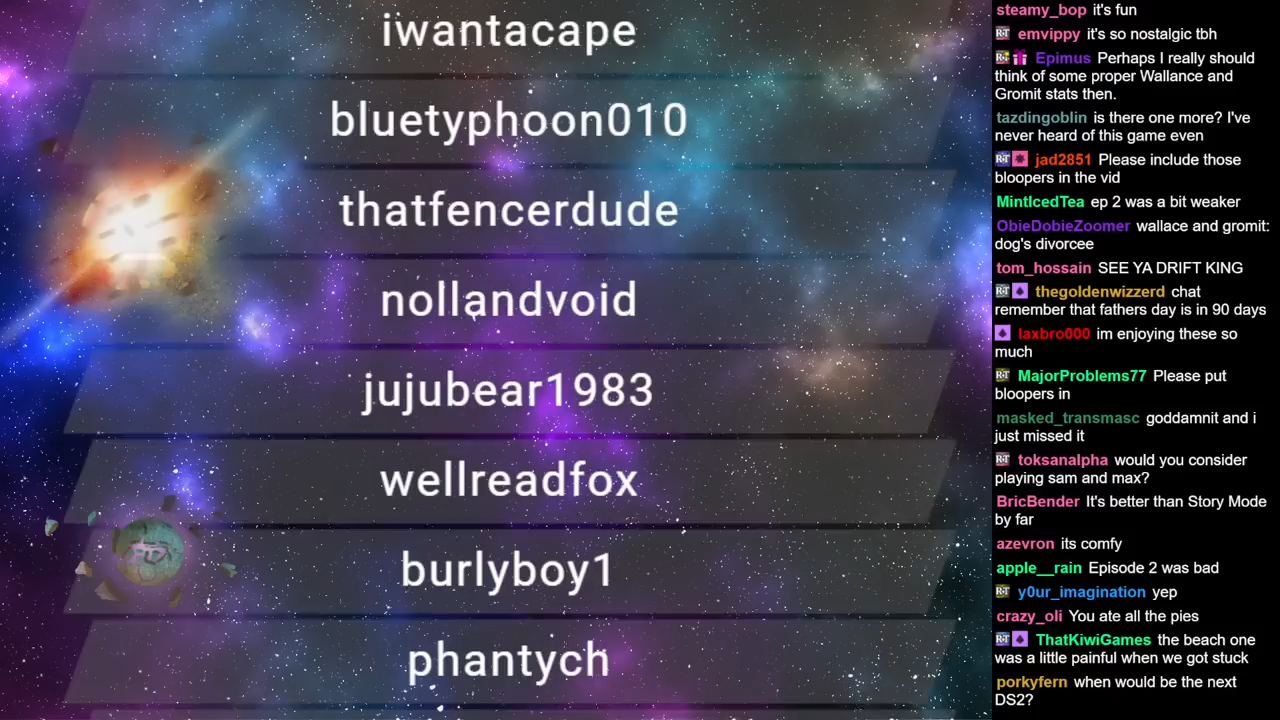 iwantacape
bluetyphoon010
thatfencerdude
nollandvoid
jujubear1983
wellreadfox
burlyboy1
phantych
steamy_bop it's fun
emvippy it's so nostalgic tbh
Epimus Perhaps I really should
think of some proper Wallance and
Gromit stats then.
tazdingoblin is there one more? I've
never heard of this game even
jad2851 Please include those
bloopers in the vid
MintIcedTea ep 2 was a bit weaker
ObieDobieZoomer wallace and gromit:
dog's divorcee
tom_hossain SEE YA DRIFT KING
thegoldenwizzerd chat
remember that fathers day is in 90 days
laxbro000 im enjoying these so
much
MajorProblems77 Please put
bloopers in
masked_transmasc goddamnit and i
just missed it
toksanalpha would you consider
playing sam and max?
BricBender It's better than Story Mode
by far
azevron its comfy
apple__rain Episode 2 was bad
y0ur_imagination yep
crazy_oli You ate all the pies
ThatKiwiGames the beach one
was a little painful when we got stuck
porkyfern when would be the next
DS2?